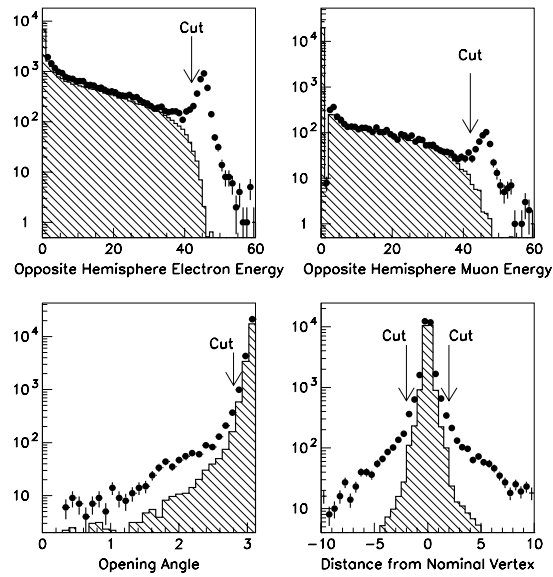 10^4
10^3
10^2
10
1
Cut
0 20 40 60
Opposite Hemisphere Electron Energy
10^4
10^3
10^2
10
1
Cut
0 20 40 60
Opposite Hemisphere Muon Energy
10^4
10^3
10^2
10
Cut
0 1 2 3
Opening Angle
10^4
10^3
10^2
10
Cut Cut
-10 -5 0 5 10
Distance from Nominal Vertex